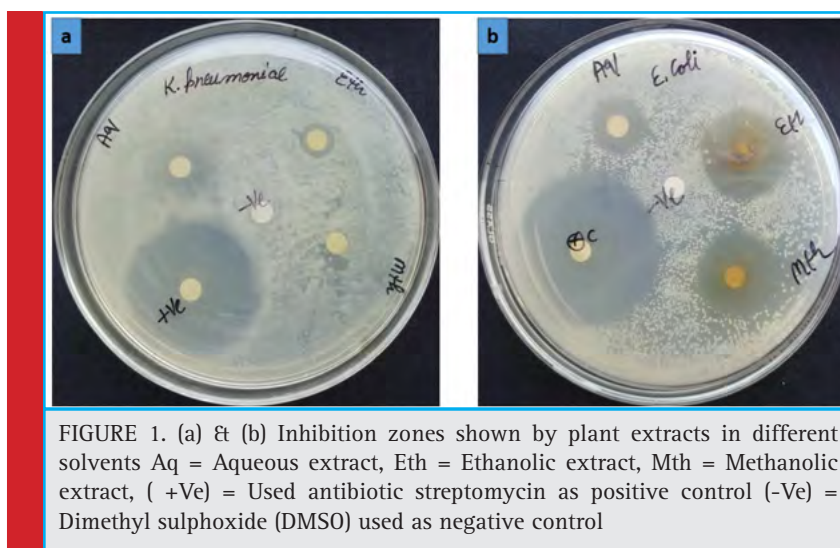 a
K. pneumoniae
Aql
Eth
-Ve
+Ve
Mth
b
Aql
E. Coli
Eth
-Ve
+ C
Mth
FIGURE 1. (a) & (b) Inhibition zones shown by plant extracts in different
solvents Aq = Aqueous extract, Eth = Ethanolic extract, Mth = Methanolic
extract, ( +Ve) = Used antibiotic streptomycin as positive control (-Ve) =
Dimethyl sulphoxide (DMSO) used as negative control